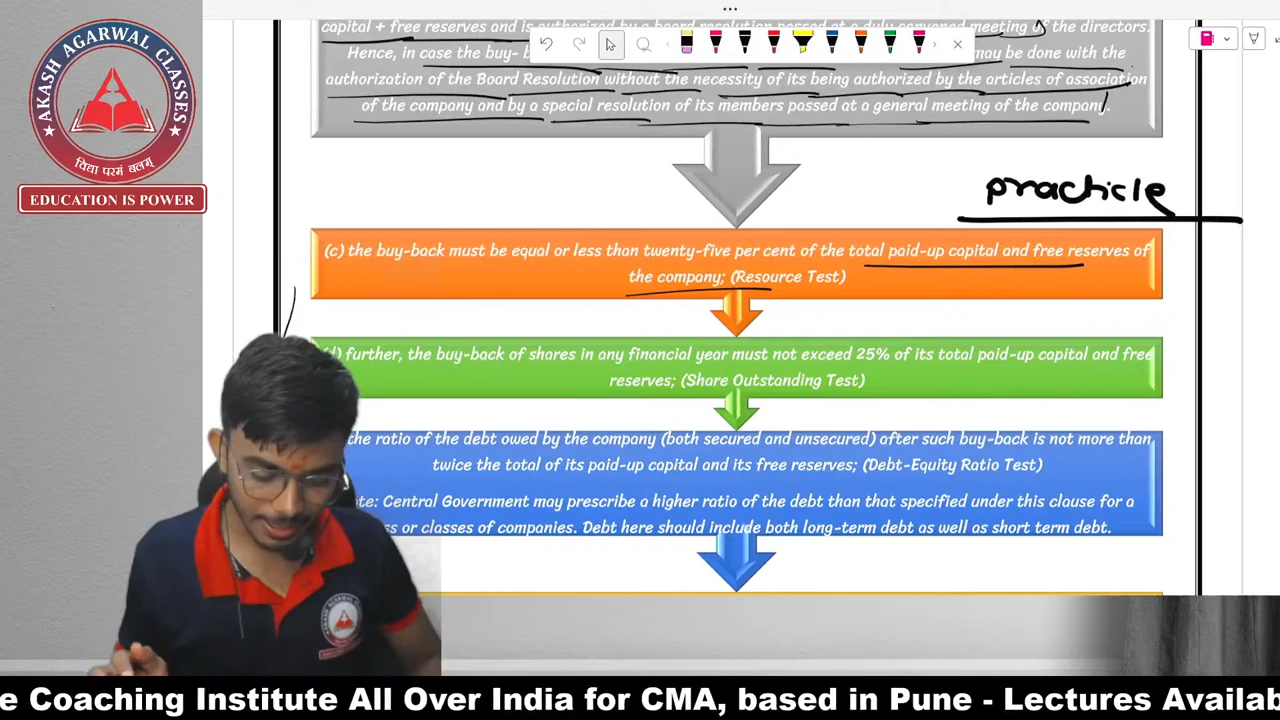 capital + free reserves and is authorized by a board resolution passed at a duly convened meeting of the directors.
Hence, in case the buy- b
may be done with the
authorization of the Board Resolution without the necessity of its being authorized by the articles of association
of the company and by a special resolution of its members passed at a general meeting of the company.
AKASH AGARWAL CLASSES
विद्या परमं बलम्
EDUCATION IS POWER
practicle
(c) the buy-back must be equal or less than twenty-five per cent of the total paid-up capital and free reserves of
the company; (Resource Test)
) further, the buy-back of shares in any financial year must not exceed 25% of its total paid-up capital and free
reserves; (Share Outstanding Test)
the ratio of the debt owed by the company (both secured and unsecured) after such buy-back is not more than
twice the total of its paid-up capital and its free reserves; (Debt-Equity Ratio Test)
te: Central Government may prescribe a higher ratio of the debt than that specified under this clause for a
ss or classes of companies. Debt here should include both long-term debt as well as short term debt.
e Coaching Institute All Over India for CMA, based in Pune - Lectures Availab